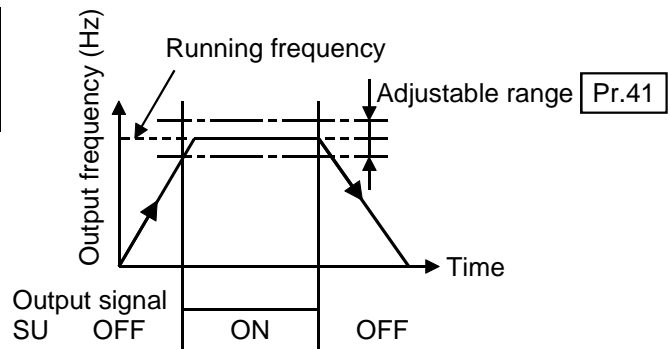 Output frequency (Hz)
Running frequency
Adjustable range Pr.41
Time
Output signal
SU OFF ON OFF